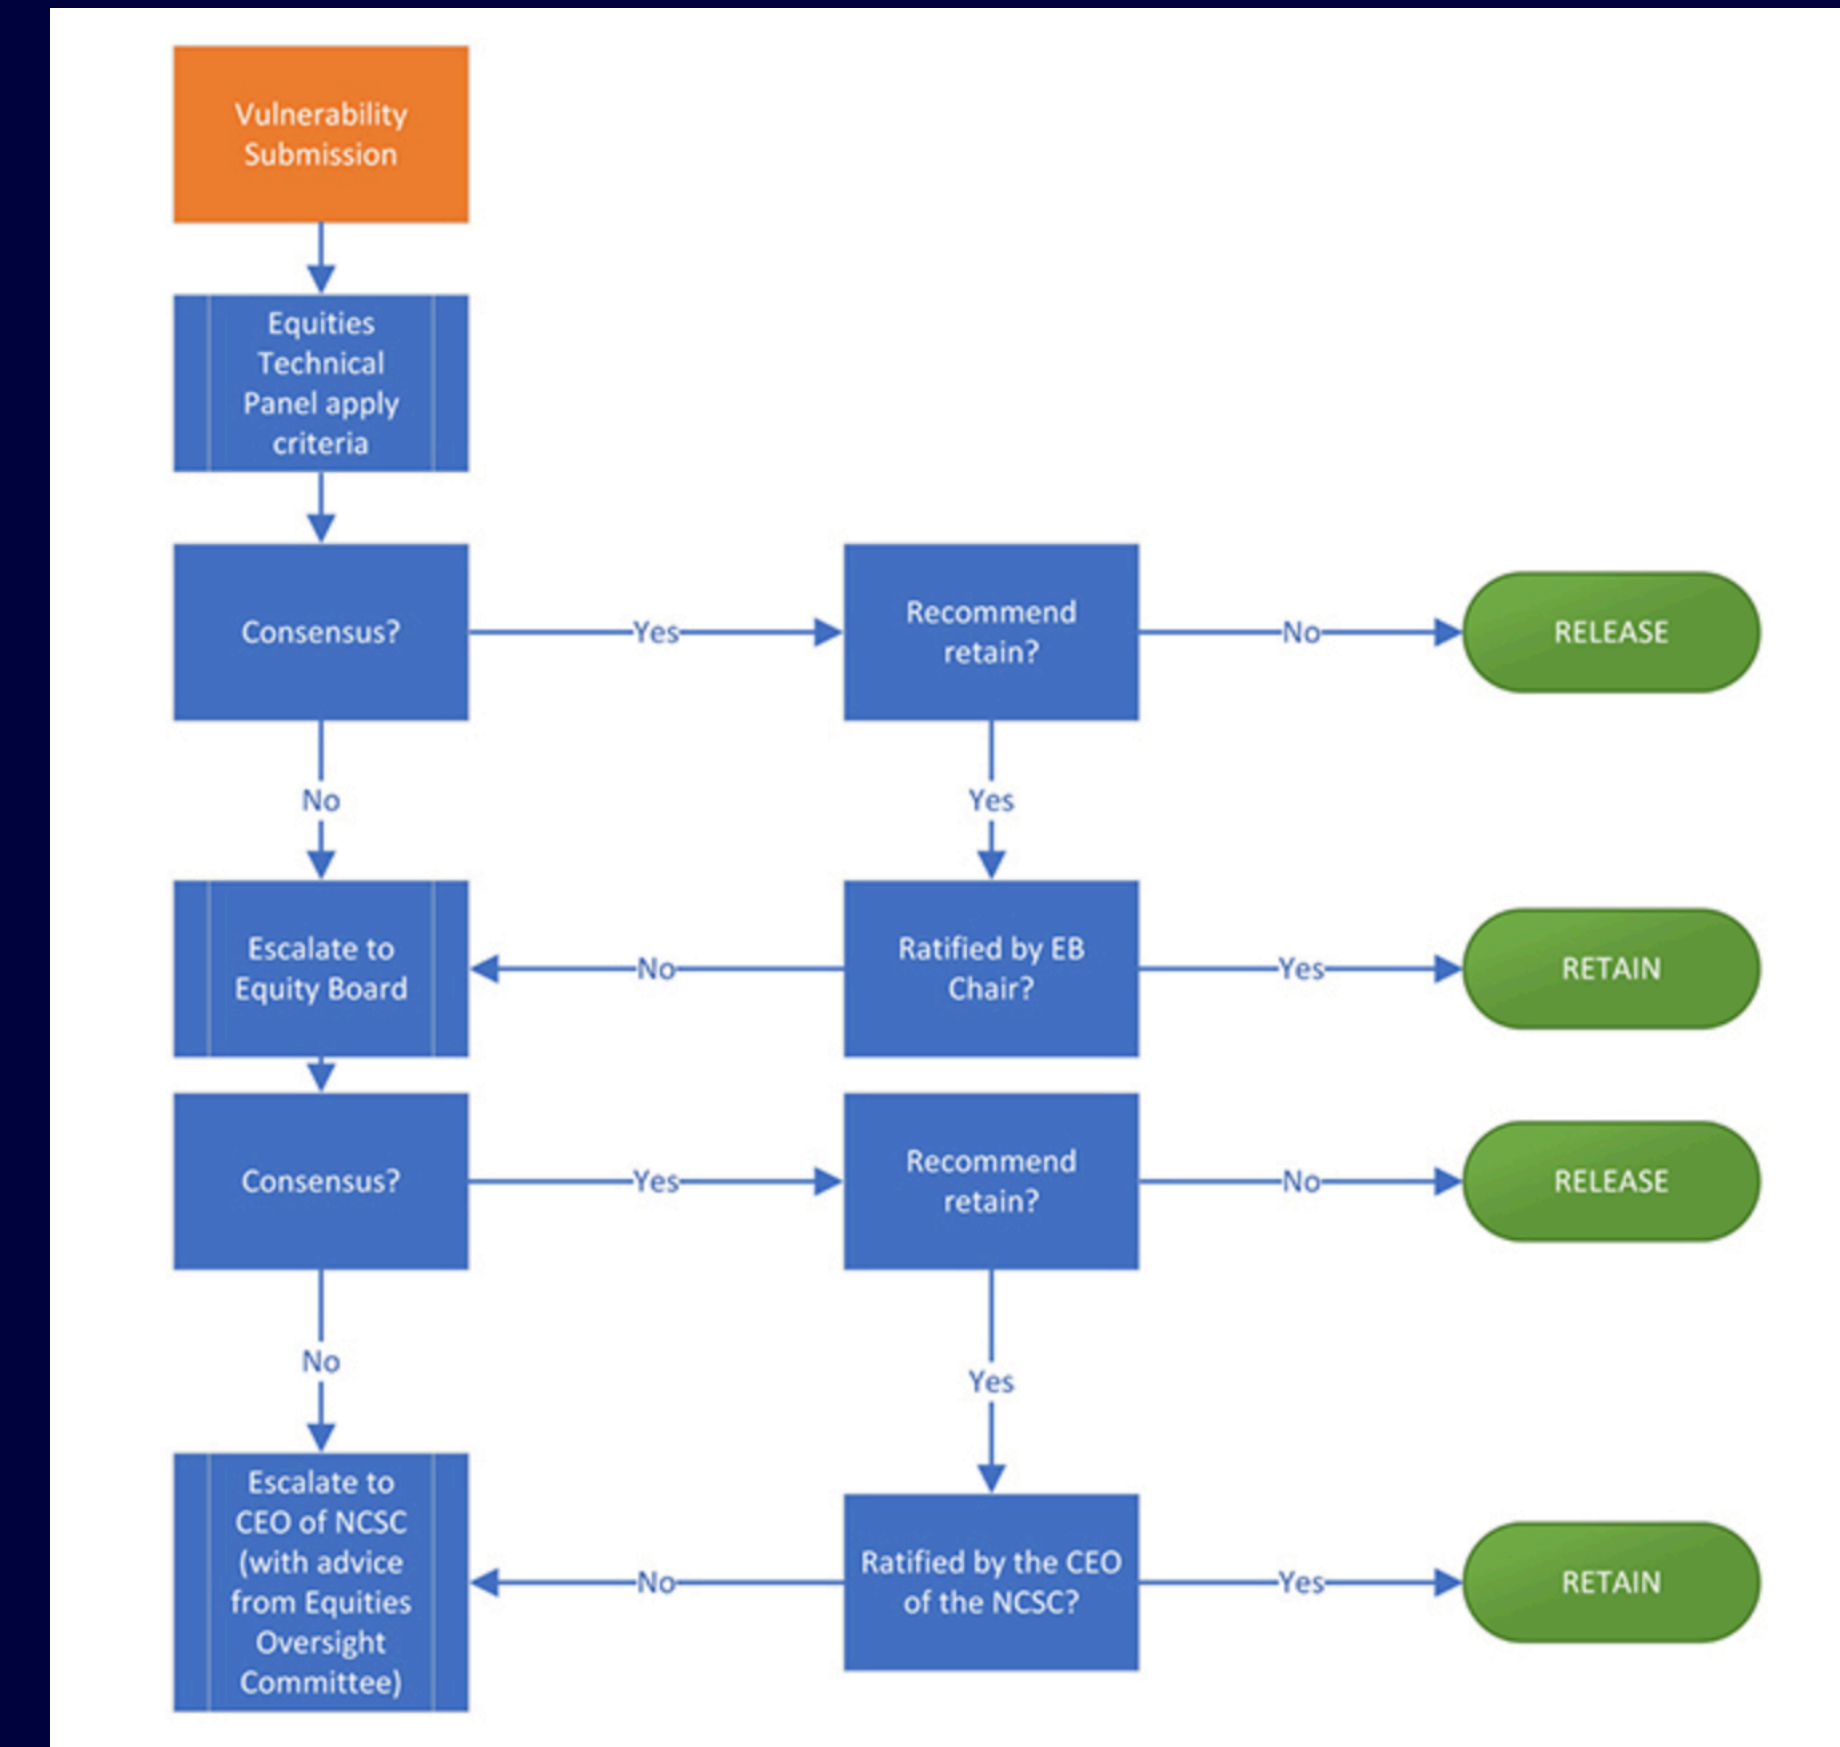 Vulnerability
Submission
Equities
Technical
Panel apply
criteria
Consensus?
Yes
Recommend
retain?
No
RELEASE
No
Yes
Escalate to
Equity Board
No
Ratified by EB
Chair?
Yes
RETAIN
Consensus?
Yes
Recommend
retain?
No
RELEASE
No
Yes
Escalate to
CEO of NCSC
(with advice
from Equities
Oversight
Committee)
No
Ratified by the CEO
of the NCSC?
Yes
RETAIN